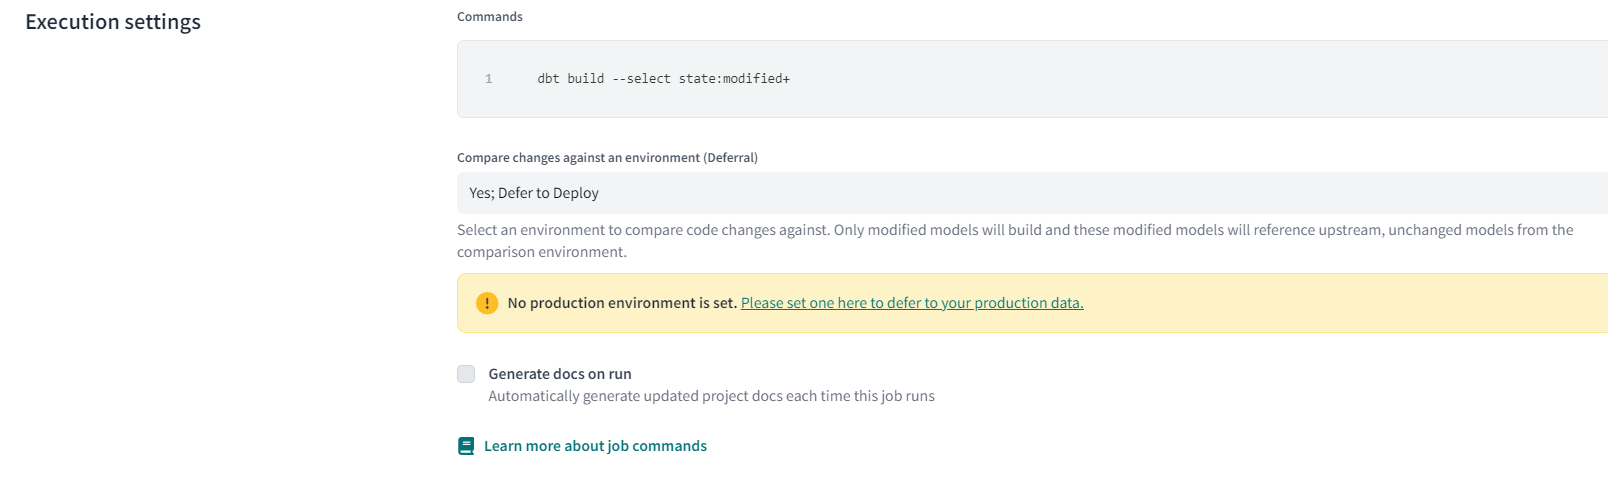 Execution settings
Commands
1 dbt build --select state:modified+
Compare changes against an environment (Deferral)
Yes; Defer to Deploy
Select an environment to compare code changes against. Only modified models will build and these modified models will reference upstream, unchanged models from the
comparison environment.
No production environment is set. Please set one here to defer to your production data.
Generate docs on run
Automatically generate updated project docs each time this job runs
Learn more about job commands